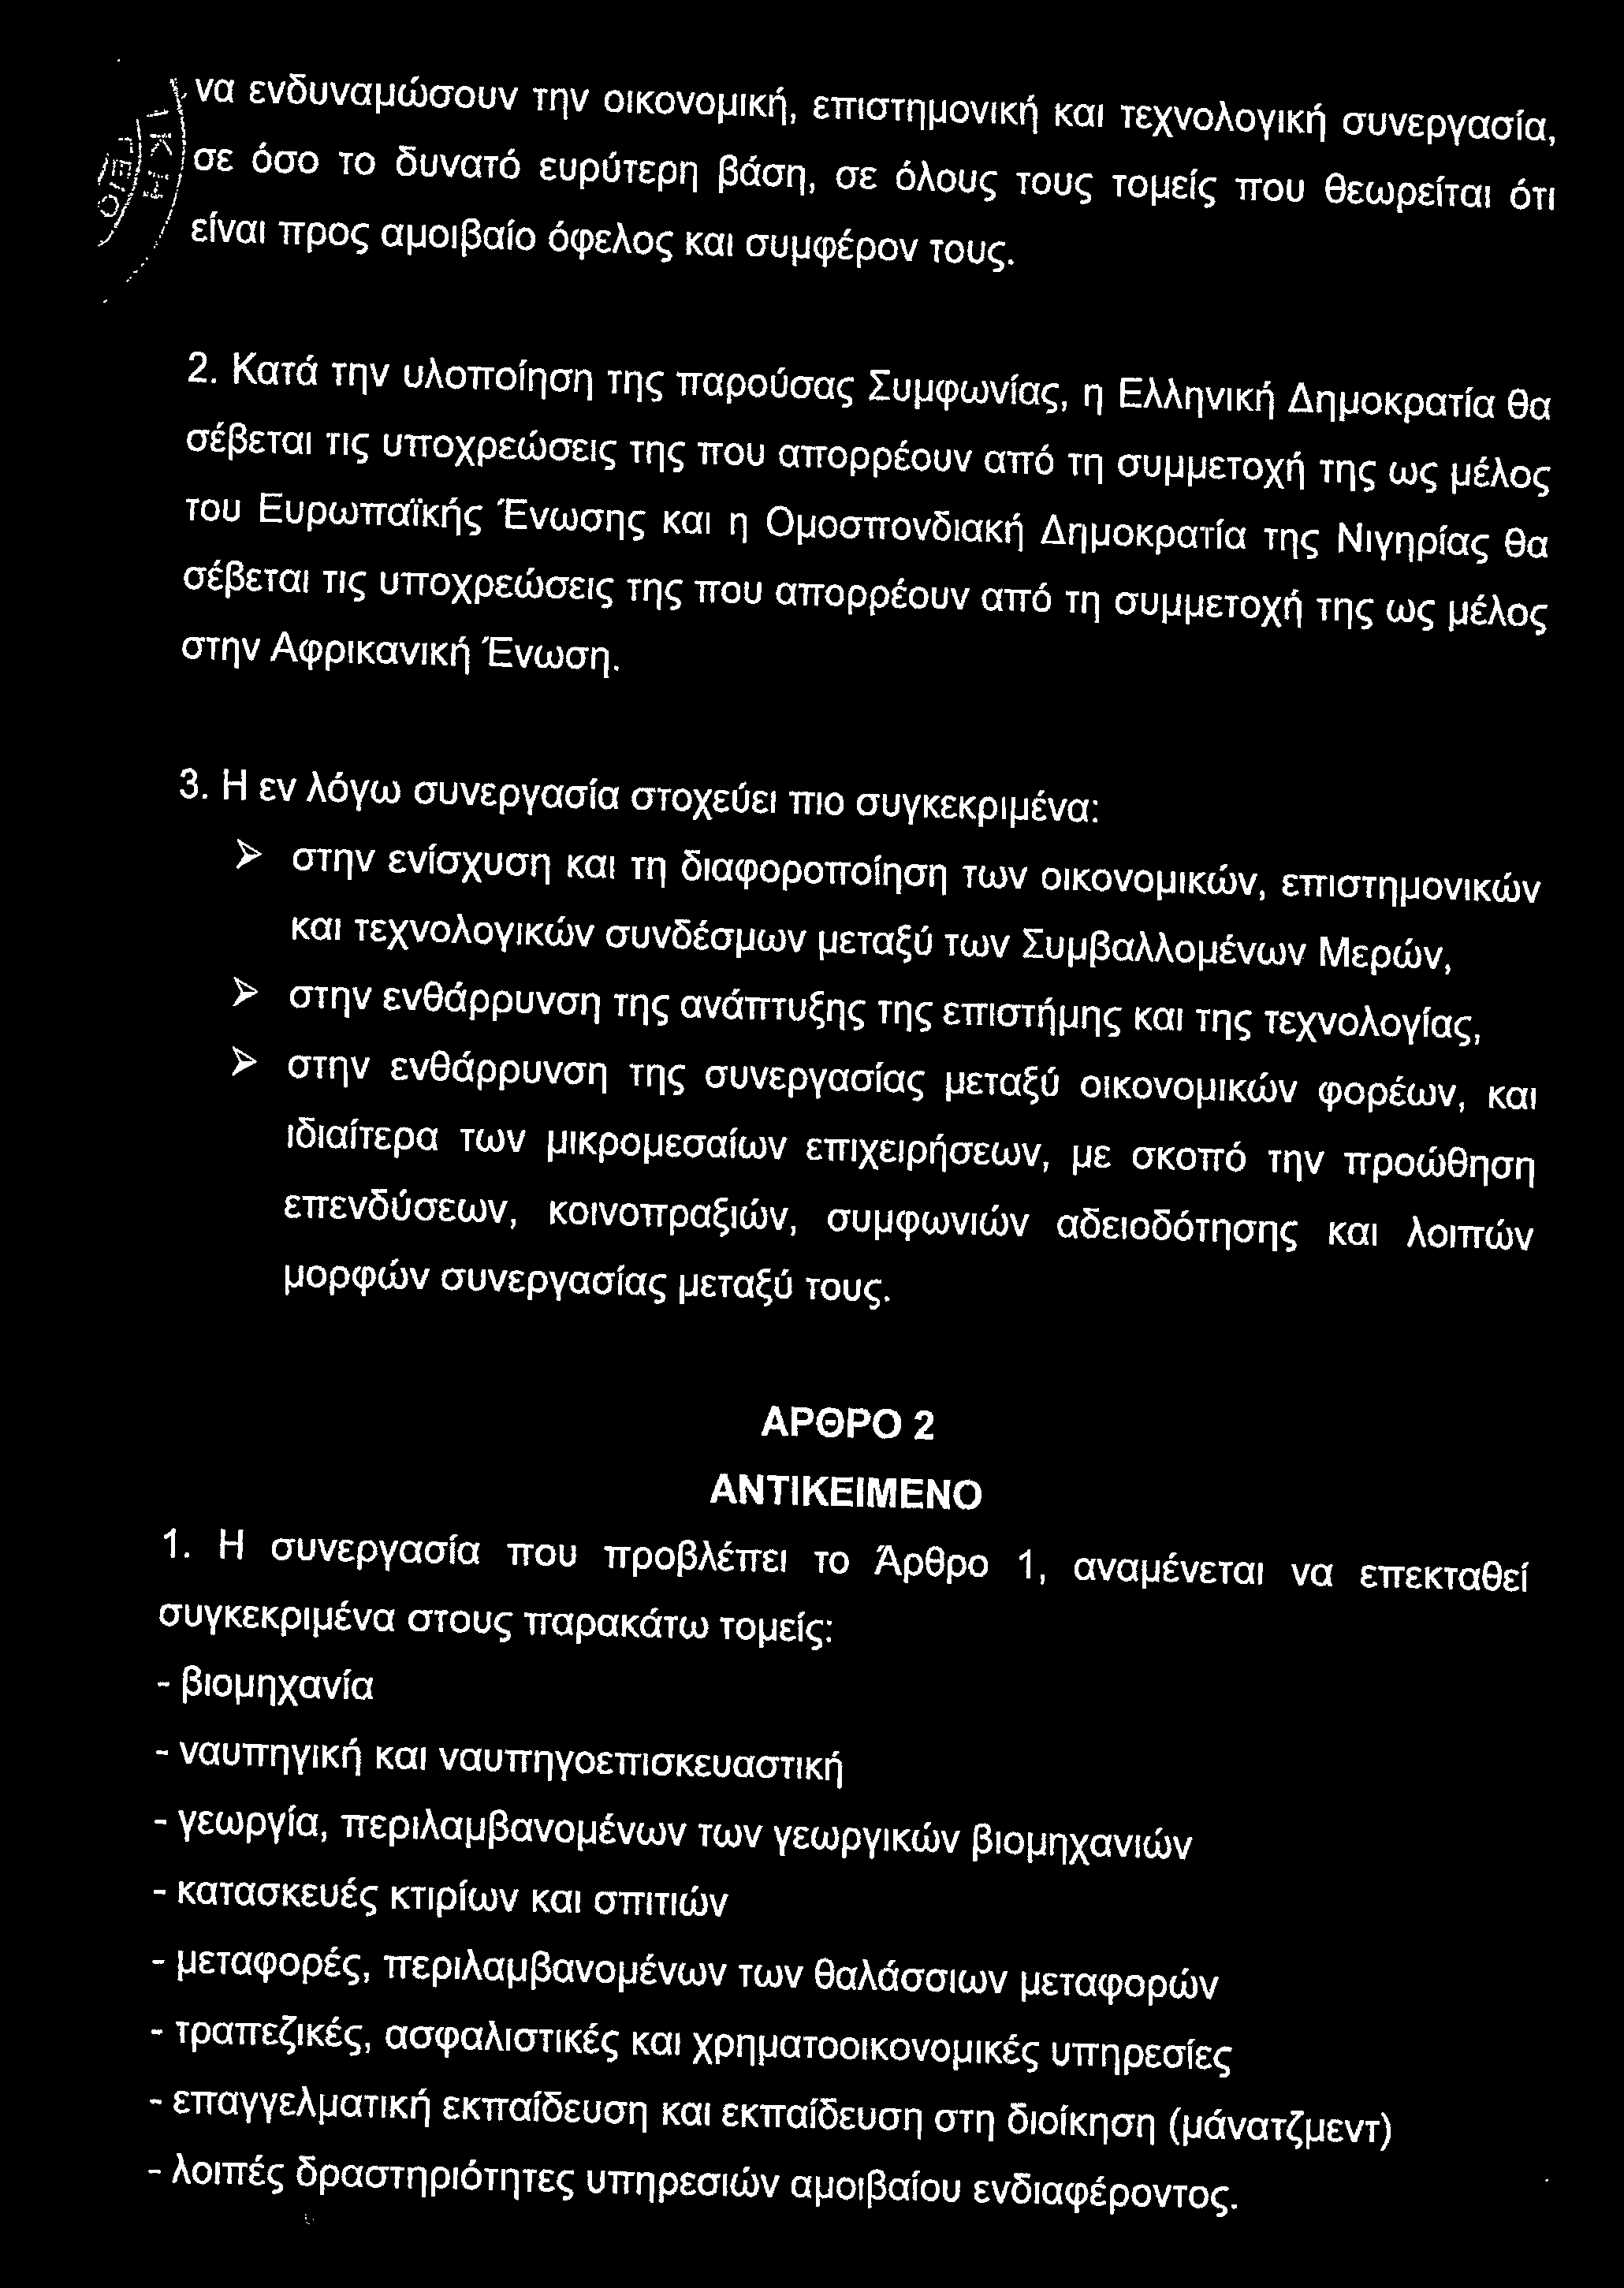 να ενδυναμώσουν την οικονομική, επιστημονική και τεχνολογική συνεργασία,
σε όσο το δυνατό ευρύτερη βάση, σε όλους τους τομείς που θεωρείται ότι
είναι προς αμοιβαίο όφελος και συμφέρον τους.
2. Κατά την υλοποίηση της παρούσας Συμφωνίας, η Ελληνική Δημοκρατία θα
σέβεται τις υποχρεώσεις της που απορρέουν από τη συμμετοχή της ως μέλος
του Ευρωπαϊκής Ένωσης και η Ομοσπονδιακή Δημοκρατία της Νιγηρίας θα
σέβεται τις υποχρεώσεις της που απορρέουν από τη συμμετοχή της ως μέλος
στην Αφρικανική Ένωση.
3. Η εν λόγω συνεργασία στοχεύει πιο συγκεκριμένα:
> στην ενίσχυση και τη διαφοροποίηση των οικονομικών, επιστημονικών
και τεχνολογικών συνδέσμων μεταξύ των Συμβαλλομένων Μερών,
> στην ενθάρρυνση της ανάπτυξης της επιστήμης και της τεχνολογίας,
> στην ενθάρρυνση της συνεργασίας μεταξύ οικονομικών φορέων, και
ιδιαίτερα των μικρομεσαίων επιχειρήσεων, με σκοπό την προώθηση
επενδύσεων, κοινοπραξιών, συμφωνιών αδειοδότησης και λοιπών
μορφών συνεργασίας μεταξύ τους.
ΑΡΘΡΟ 2
ΑΝΤΙΚΕΙΜΕΝΟ
1. Η συνεργασία που προβλέπει το Άρθρο 1, αναμένεται να επεκταθεί
συγκεκριμένα στους παρακάτω τομείς:
- βιομηχανία
- ναυπηγική και ναυπηγοεπισκευαστική
- γεωργία, περιλαμβανομένων των γεωργικών βιομηχανιών
- κατασκευές κτιρίων και σπιτιών
- μεταφορές, περιλαμβανομένων των θαλάσσιων μεταφορών
- τραπεζικές, ασφαλιστικές και χρηματοοικονομικές υπηρεσίες
- επαγγελματική εκπαίδευση και εκπαίδευση στη διοίκηση (μάνατζμεντ)
- λοιπές δραστηριότητες υπηρεσιών αμοιβαίου ενδιαφέροντος.